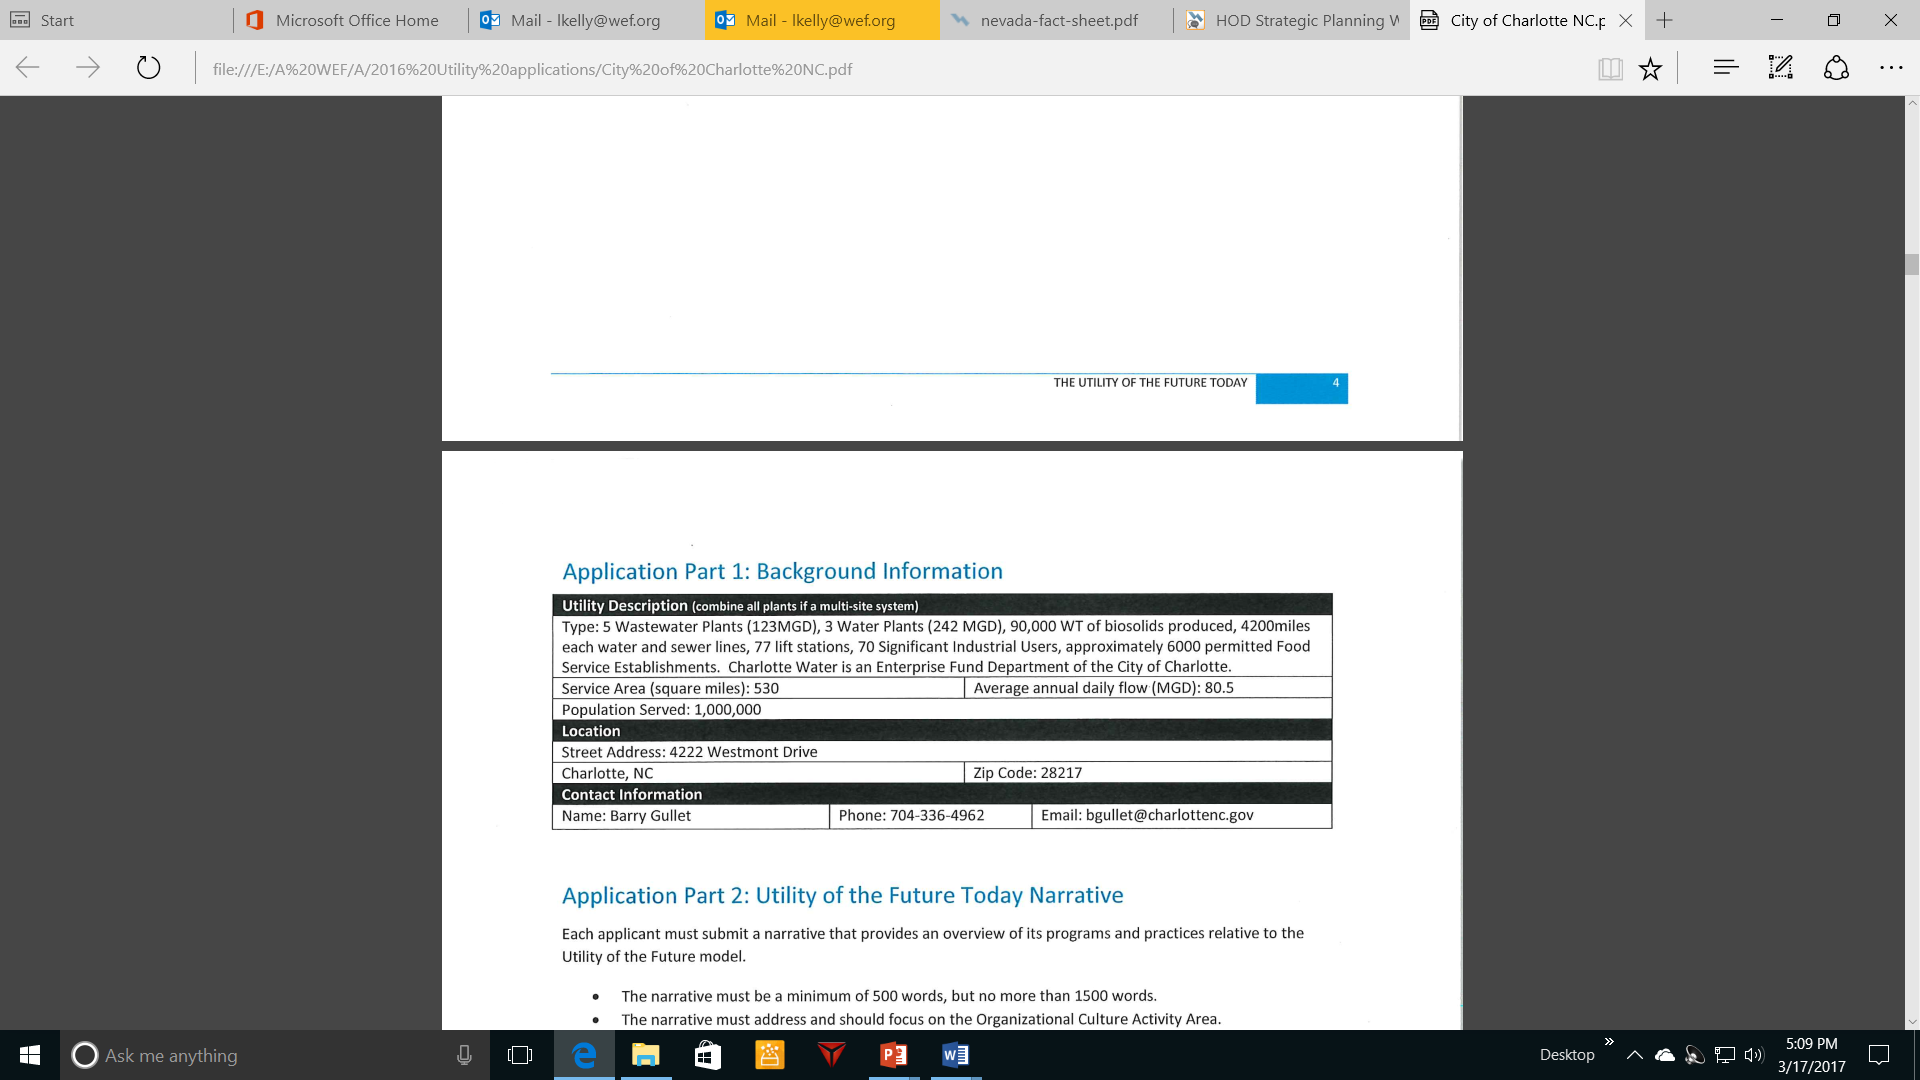 Start
Microsoft Office Home
Mail - lkelly@wef.org
Mail - lkelly@wef.org
nevada-fact-sheet.pdf
HOD Strategic Planning W
City of Charlotte NC.p
file:///E:/A%20WEF/A/2016%20Utility%20applications/City%20of%20Charlotte%20NC.pdf
THE UTILITY OF THE FUTURE TODAY 4
Application Part 1: Background Information
Utility Description (combine all plants if a multi-site system)
Type: 5 Wastewater Plants (123MGD), 3 Water Plants (242 MGD), 90,000 WT of biosolids produced, 4200miles
each water and sewer lines, 77 lift stations, 70 Significant Industrial Users, approximately 6000 permitted Food
Service Establishments. Charlotte Water is an Enterprise Fund Department of the City of Charlotte.
Service Area (square miles): 530 Average annual daily flow (MGD): 80.5
Population Served: 1,000,000
Location
Street Address: 4222 Westmont Drive
Charlotte, NC Zip Code: 28217
Contact Information
Name: Barry Gullet Phone: 704-336-4962 Email: bgullet@charlottenc.gov
Application Part 2: Utility of the Future Today Narrative
Each applicant must submit a narrative that provides an overview of its programs and practices relative to the
Utility of the Future model.
• The narrative must be a minimum of 500 words, but no more than 1500 words.
• The narrative must address and should focus on the Organizational Culture Activity Area.
Ask me anything
Desktop
5:09 PM
3/17/2017